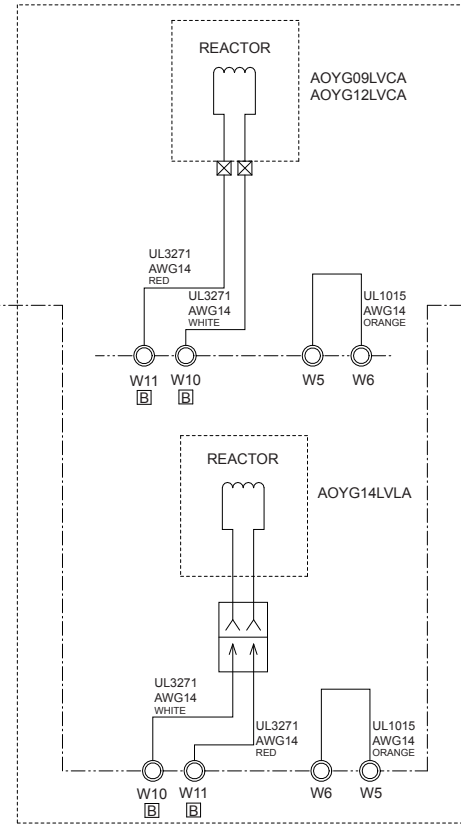 REACTOR
AOYG09LVCA
AOYG12LVCA
UL3271
AWG14
RED
UL3271
AWG14
WHITE
UL1015
AWG14
ORANGE
W11 W10 W5 W6
B B
REACTOR
AOYG14LVLA
UL3271
AWG14
WHITE
UL3271
AWG14
RED
UL1015
AWG14
ORANGE
W10 W11 W6 W5
B B